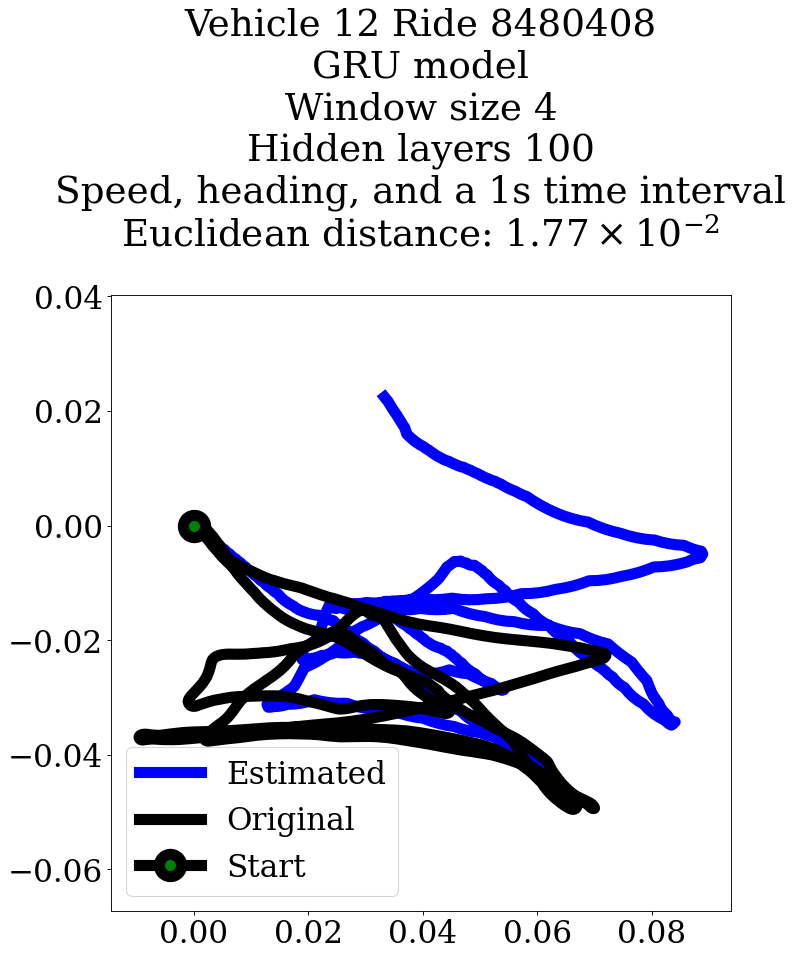 Vehicle 12 Ride 8480408
GRU model
Window size 4
Hidden layers 100
Speed, heading, and a 1s time interval
Euclidean distance: 1.77 × 10⁻²
0.04
0.02
0.00
−0.02
−0.04
−0.06
Estimated
Original
Start
0.00 0.02 0.04 0.06 0.08